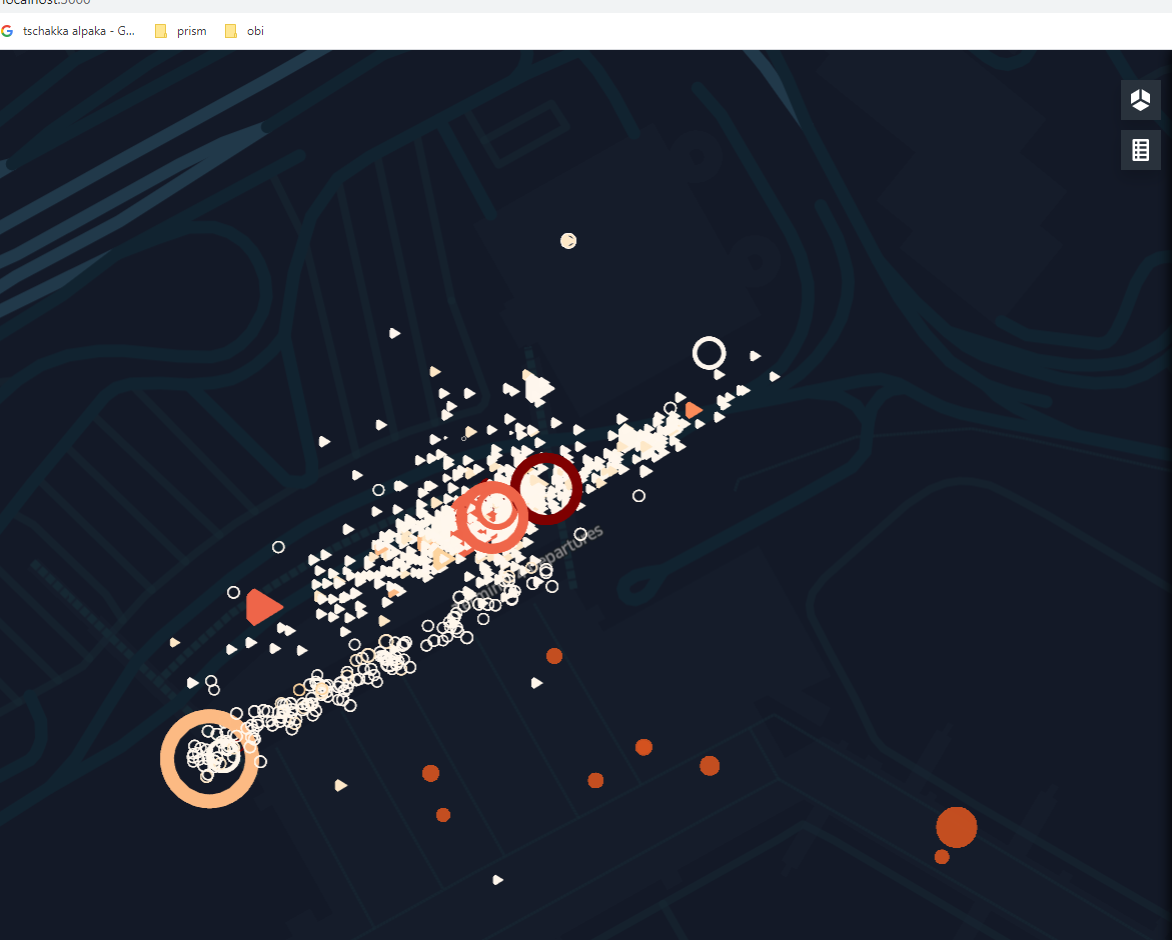 localhost:3000
tschakka alpaka - G...
prism
obi